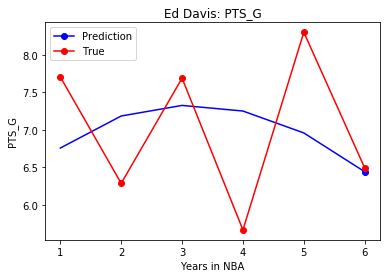 Ed Davis: PTS_G
Prediction
True
PTS_G
8.0
7.5
7.0
6.5
6.0
1 2 3 4 5 6
Years in NBA